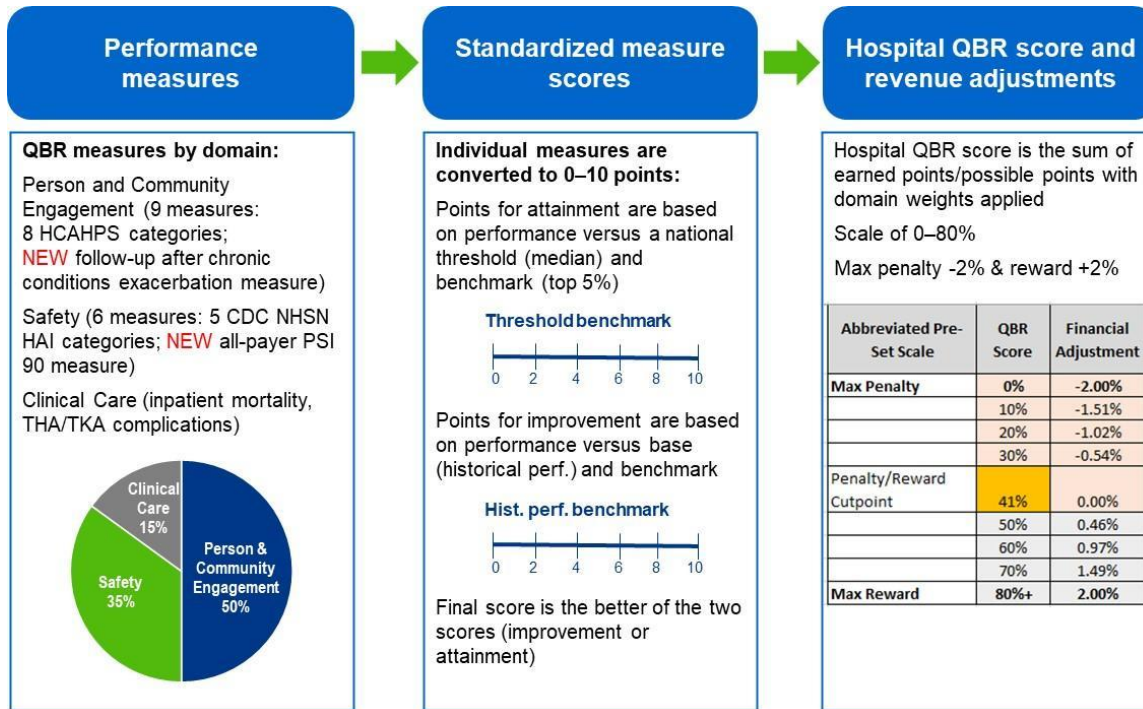 Performance
measures
Standardized measure
scores
Hospital QBR score and
revenue adjustments
QBR measures by domain:
Person and Community
Engagement (9 measures:
8 HCAHPS categories;
NEW follow-up after chronic
conditions exacerbation measure)
Safety (6 measures: 5 CDC NHSN
HAI categories; NEW all-payer PSI
90 measure)
Clinical Care (inpatient mortality,
THA/TKA complications)
Clinical
Care
15%
Safety
35%
Person &
Community
Engagement
50%
Individual measures are
converted to 0–10 points:
Points for attainment are based
on performance versus a national
threshold (median) and
benchmark (top 5%)
Threshold benchmark
0 2 4 6 8 10
Points for improvement are based
on performance versus base
(historical perf.) and benchmark
Hist. perf. benchmark
0 2 4 6 8 10
Final score is the better of the two
scores (improvement or
attainment)
Hospital QBR score is the sum of
earned points/possible points with
domain weights applied
Scale of 0–80%
Max penalty -2% & reward +2%
Abbreviated Pre-
Set Scale
QBR
Score
Financial
Adjustment
Max Penalty 0% -2.00%
10% -1.51%
20% -1.02%
30% -0.54%
Penalty/Reward
Cutpoint 41% 0.00%
50% 0.46%
60% 0.97%
70% 1.49%
Max Reward 80%+ 2.00%